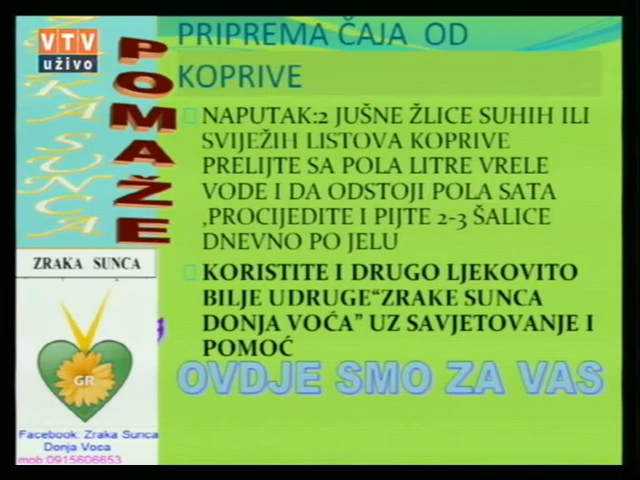 VTV
uživo
ZRAKA SUNCA
POMAŽE
PRIPREMA ČAJA OD
KOPRIVE
NAPUTAK:2 JUŠNE ŽLICE SUHIH ILI
SVIJEŽIH LISTOVA KOPRIVE
PRELIJTE SA POLA LITRE VRELE
VODE I DA ODSTOJI POLA SATA
,PROCIJEDITE I PIJTE 2-3 ŠALICE
DNEVNO PO JELU
KORISTITE I DRUGO LJEKOVITO
BILJE UDRUGE“ZRAKE SUNCA
DONJA VOĆA” UZ SAVJETOVANJE I
POMOĆ
OVDJE SMO ZA VAS
ZRAKA SUNCA
GR
Facebook: Zraka Sunca
Donja Voca
mob:0915606653